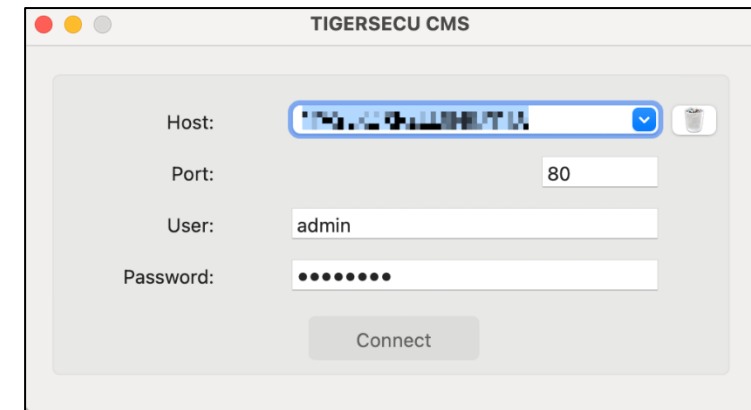 TIGERSECU CMS
Host:
Port: 80
User: admin
Password: ••••••••
Connect